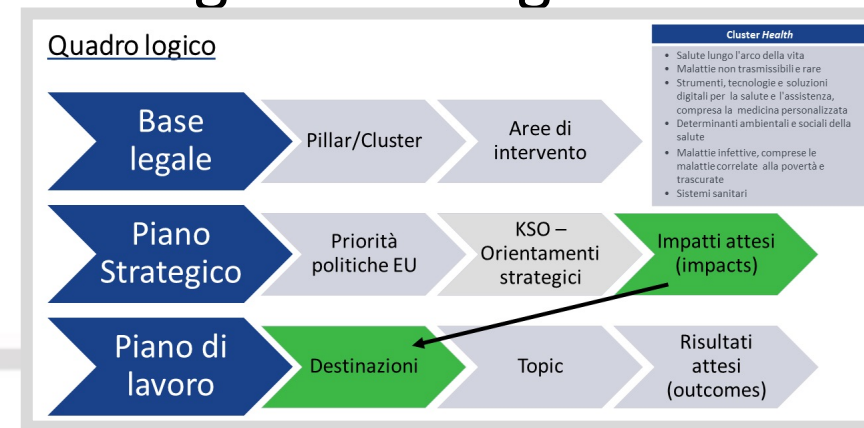 Quadro logico
Cluster Health
• Salute lungo l'arco della vita
• Malattie non trasmissibili e rare
• Strumenti, tecnologie e soluzioni
digitali per la salute e l'assistenza,
compresa la medicina personalizzata
• Determinanti ambientali e sociali della
salute
• Malattie infettive, comprese le
malattie correlate alla povertà e
trascurate
• Sistemi sanitari
Base
legale
Pillar/Cluster
Aree di
intervento
Piano
Strategico
Priorità
politiche EU
KSO –
Orientamenti
strategici
Impatti attesi
(impacts)
Piano di
lavoro
Destinazioni
Topic
Risultati
attesi
(outcomes)